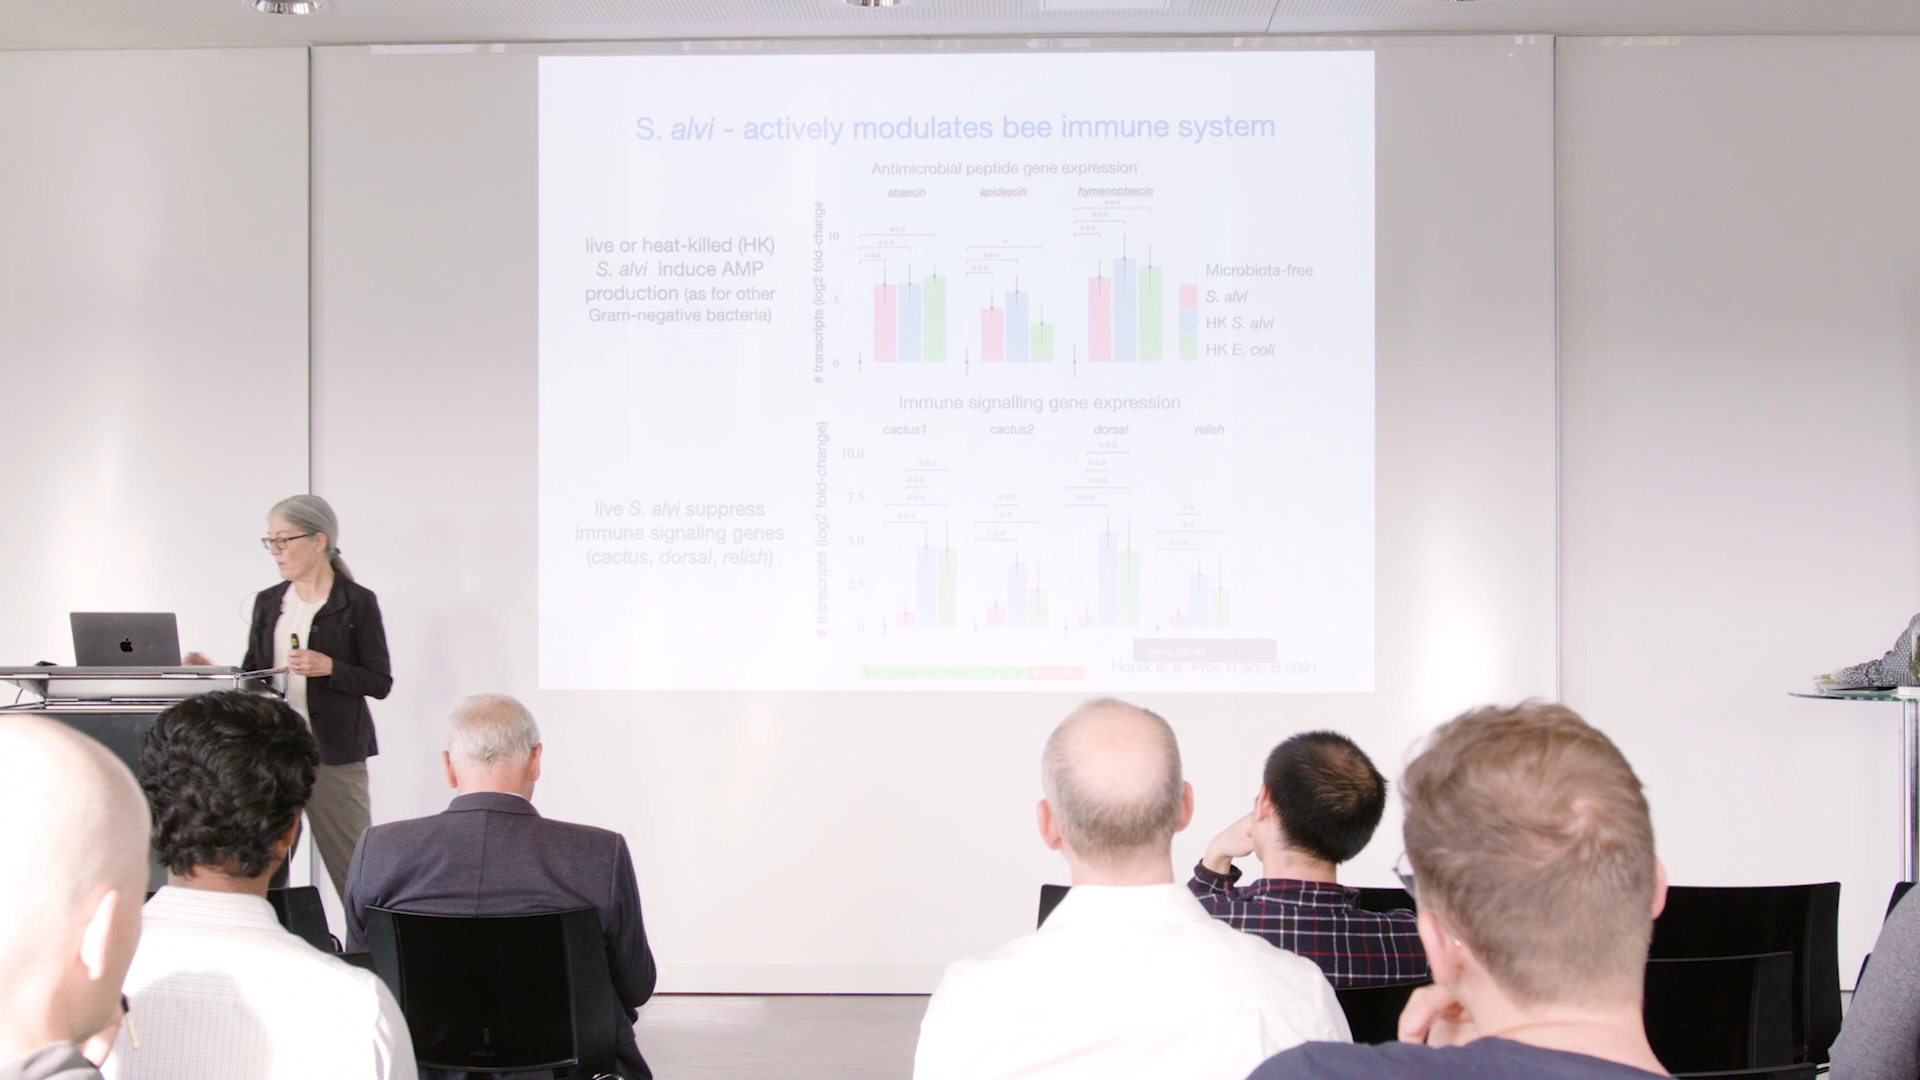 S. alvi - actively modulates bee immune system
Antimicrobial peptide gene expression
abaecin apidaecin hymenoptaecin
live or heat-killed (HK)
S. alvi induce AMP
production (as for other
Gram-negative bacteria)
# transcripts (log2 fold-change
10
5
0
*** *** ***
*** *** *
*** *** ***
Microbiota-free
S. alvi
HK S. alvi
HK E. coli
Immune signalling gene expression
cactus1 cactus2 dorsal relish
live S. alvi suppress
immune signaling genes
(cactus, dorsal, relish)
# transcripts (log2 fold-change)
10.0
7.5
5.0
2.5
0
*** *** *** ***
*** ** ***
*** *** *** **
*** *** **
Horak et al. Proc R Soc B 2021